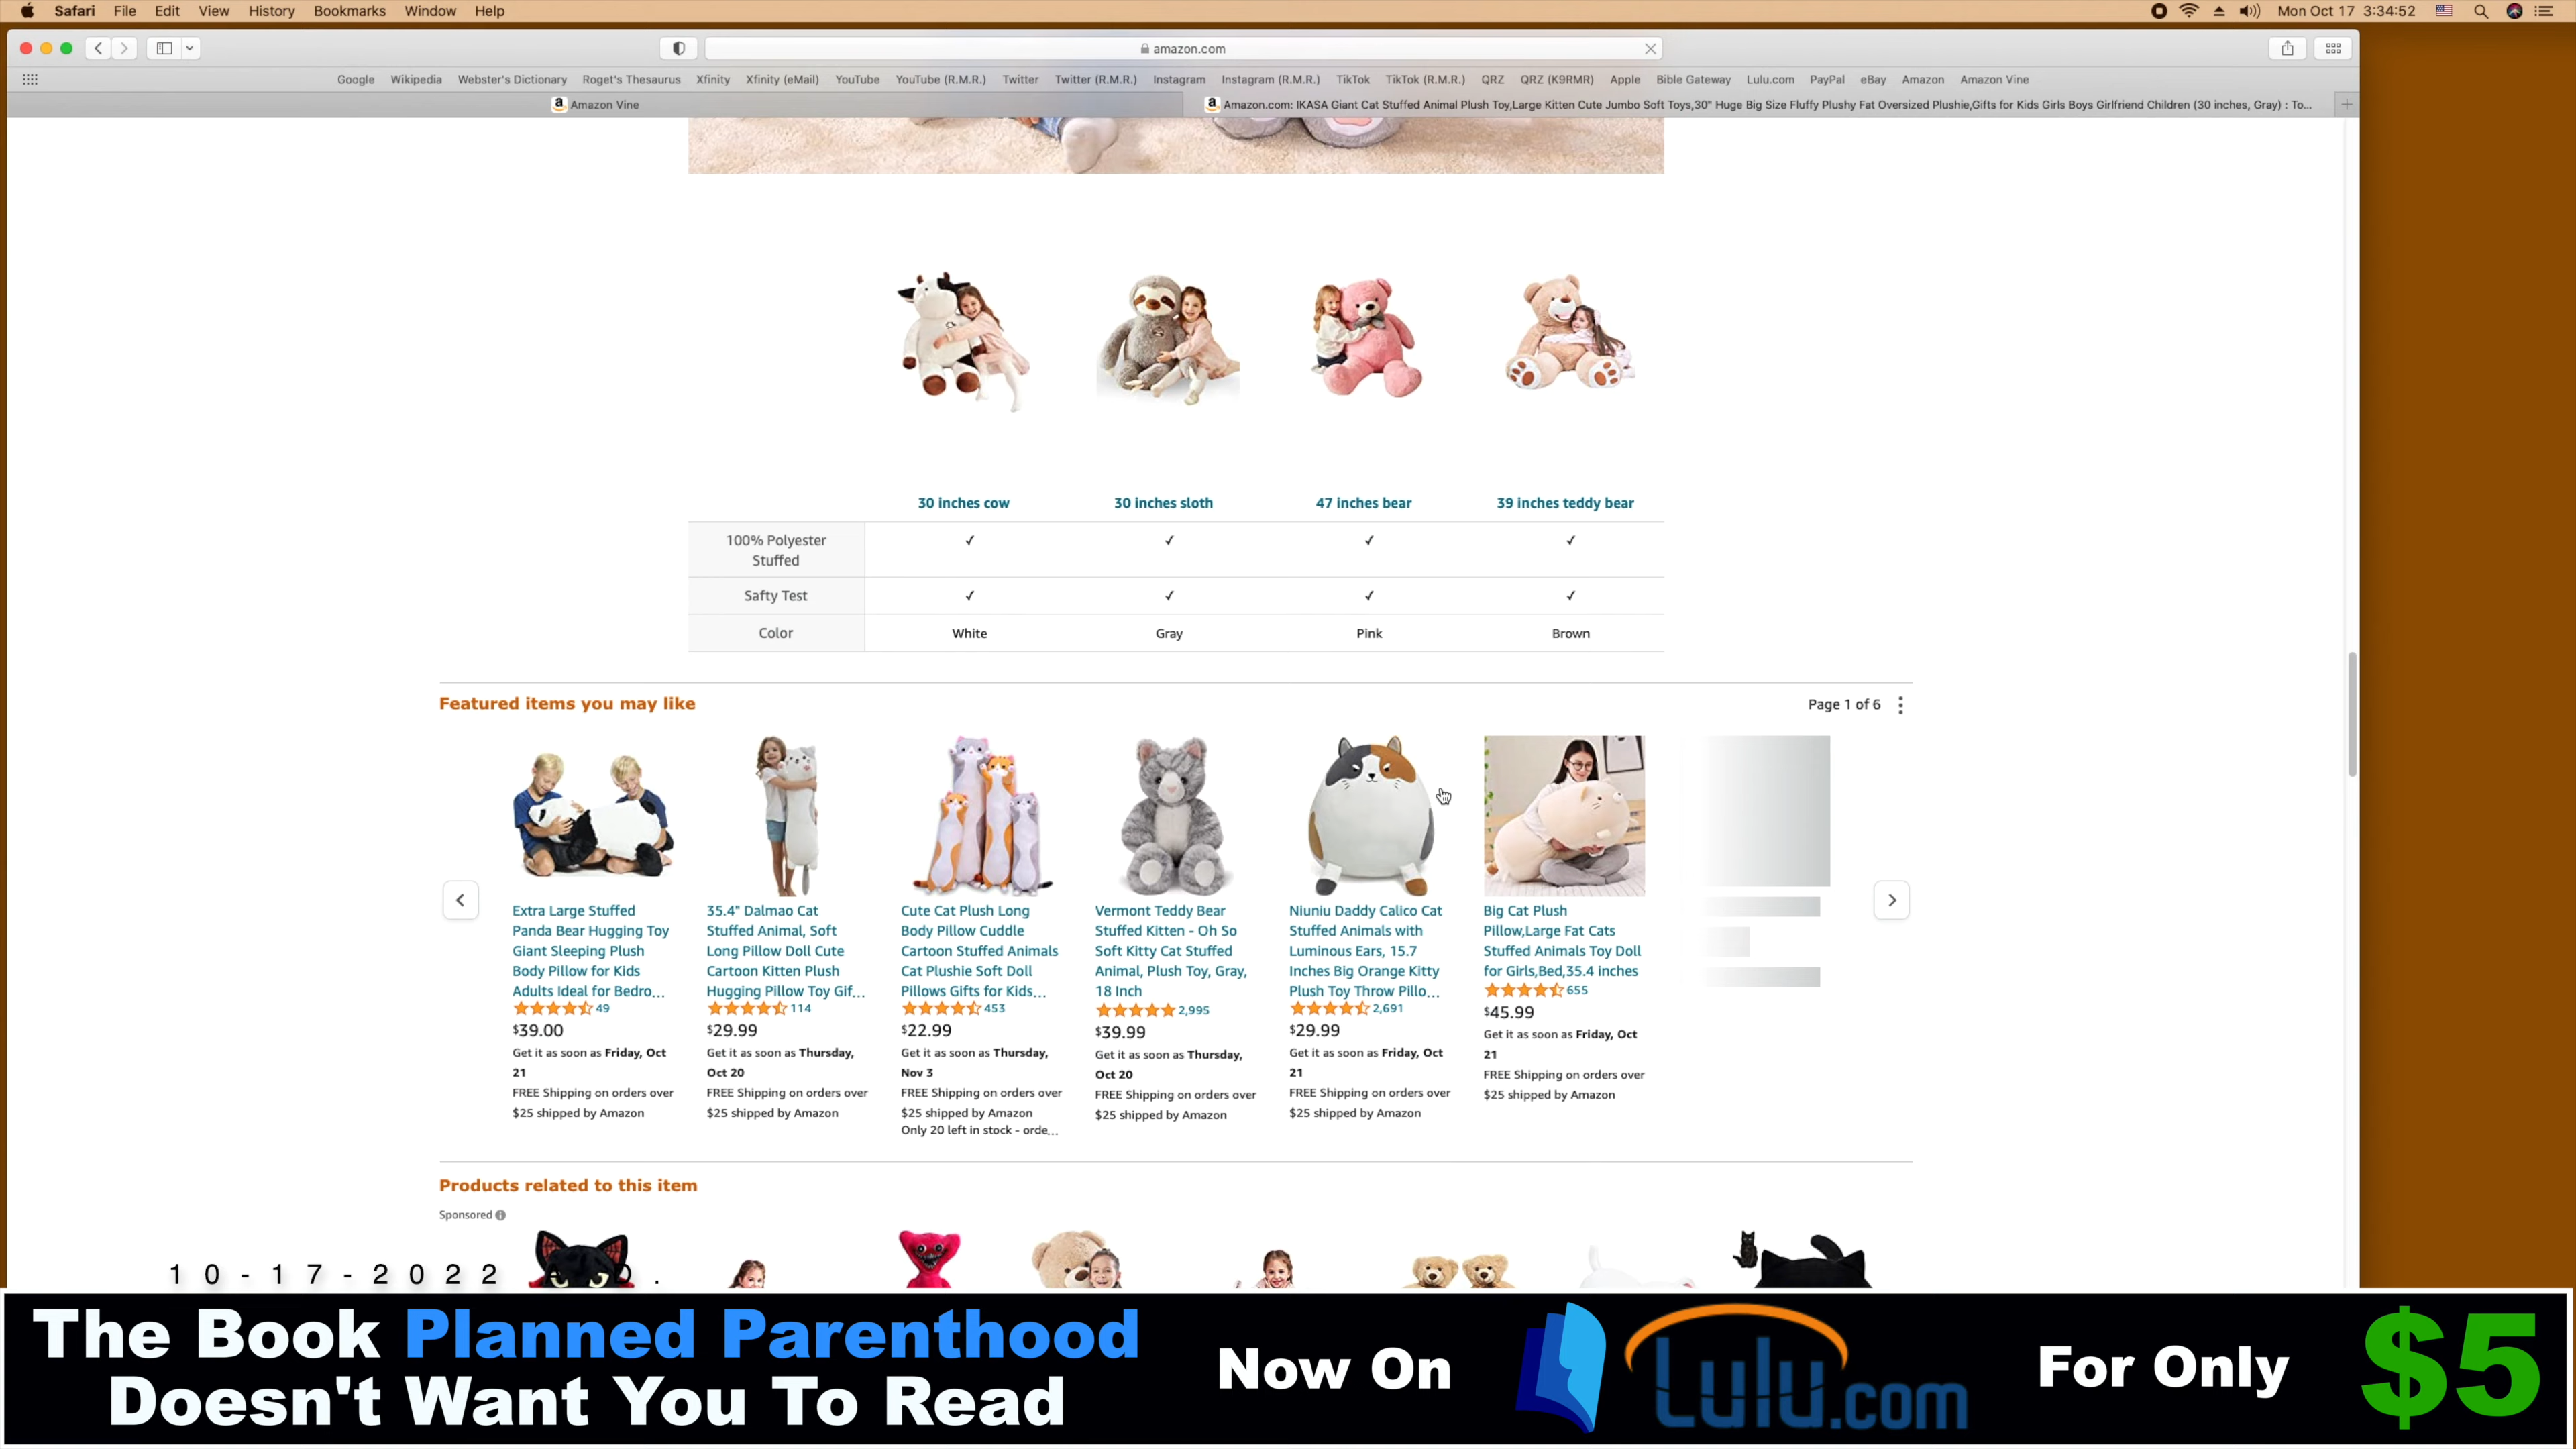 Safari File Edit View History Bookmarks Window Help
Mon Oct 17 3:34:52
amazon.com
Google Wikipedia Webster's Dictionary Roget's Thesaurus Xfinity Xfinity (eMail) YouTube YouTube (R.M.R.) Twitter Twitter (R.M.R.) Instagram Instagram (R.M.R.) TikTok TikTok (R.M.R.) QRZ QRZ (K9RMR) Apple Bible Gateway Lulu.com PayPal eBay Amazon Amazon Vine
Amazon Vine
Amazon.com: IKASA Giant Cat Stuffed Animal Plush Toy,Large Kitten Cute Jumbo Soft Toys,30" Huge Big Size Fluffy Plushy Fat Oversized Plushie,Gifts for Kids Girls Boys Girlfriend Children (30 inches, Gray) : To...
30 inches cow 30 inches sloth 47 inches bear 39 inches teddy bear
100% Polyester
Stuffed
✓ ✓ ✓ ✓
Safty Test ✓ ✓ ✓ ✓
Color White Gray Pink Brown
Featured items you may like
Page 1 of 6
Extra Large Stuffed
Panda Bear Hugging Toy
Giant Sleeping Plush
Body Pillow for Kids
Adults Ideal for Bedro...
49
$39.00
Get it as soon as Friday, Oct
21
FREE Shipping on orders over
$25 shipped by Amazon
35.4" Dalmao Cat
Stuffed Animal, Soft
Long Pillow Doll Cute
Cartoon Kitten Plush
Hugging Pillow Toy Gif...
114
$29.99
Get it as soon as Thursday,
Oct 20
FREE Shipping on orders over
$25 shipped by Amazon
Cute Cat Plush Long
Body Pillow Cuddle
Cartoon Stuffed Animals
Cat Plushie Soft Doll
Pillows Gifts for Kids...
453
$22.99
Get it as soon as Thursday,
Nov 3
FREE Shipping on orders over
$25 shipped by Amazon
Only 20 left in stock - orde...
Vermont Teddy Bear
Stuffed Kitten - Oh So
Soft Kitty Cat Stuffed
Animal, Plush Toy, Gray,
18 Inch
2,995
$39.99
Get it as soon as Thursday,
Oct 20
FREE Shipping on orders over
$25 shipped by Amazon
Niuniu Daddy Calico Cat
Stuffed Animals with
Luminous Ears, 15.7
Inches Big Orange Kitty
Plush Toy Throw Pillo...
2,691
$29.99
Get it as soon as Friday, Oct
21
FREE Shipping on orders over
$25 shipped by Amazon
Big Cat Plush
Pillow,Large Fat Cats
Stuffed Animals Toy Doll
for Girls,Bed,35.4 inches
655
$45.99
Get it as soon as Friday, Oct
21
FREE Shipping on orders over
$25 shipped by Amazon
Products related to this item
Sponsored
10-17-2022
The Book Planned Parenthood
Doesn't Want You To Read
Now On
Lulu.com
For Only
$5